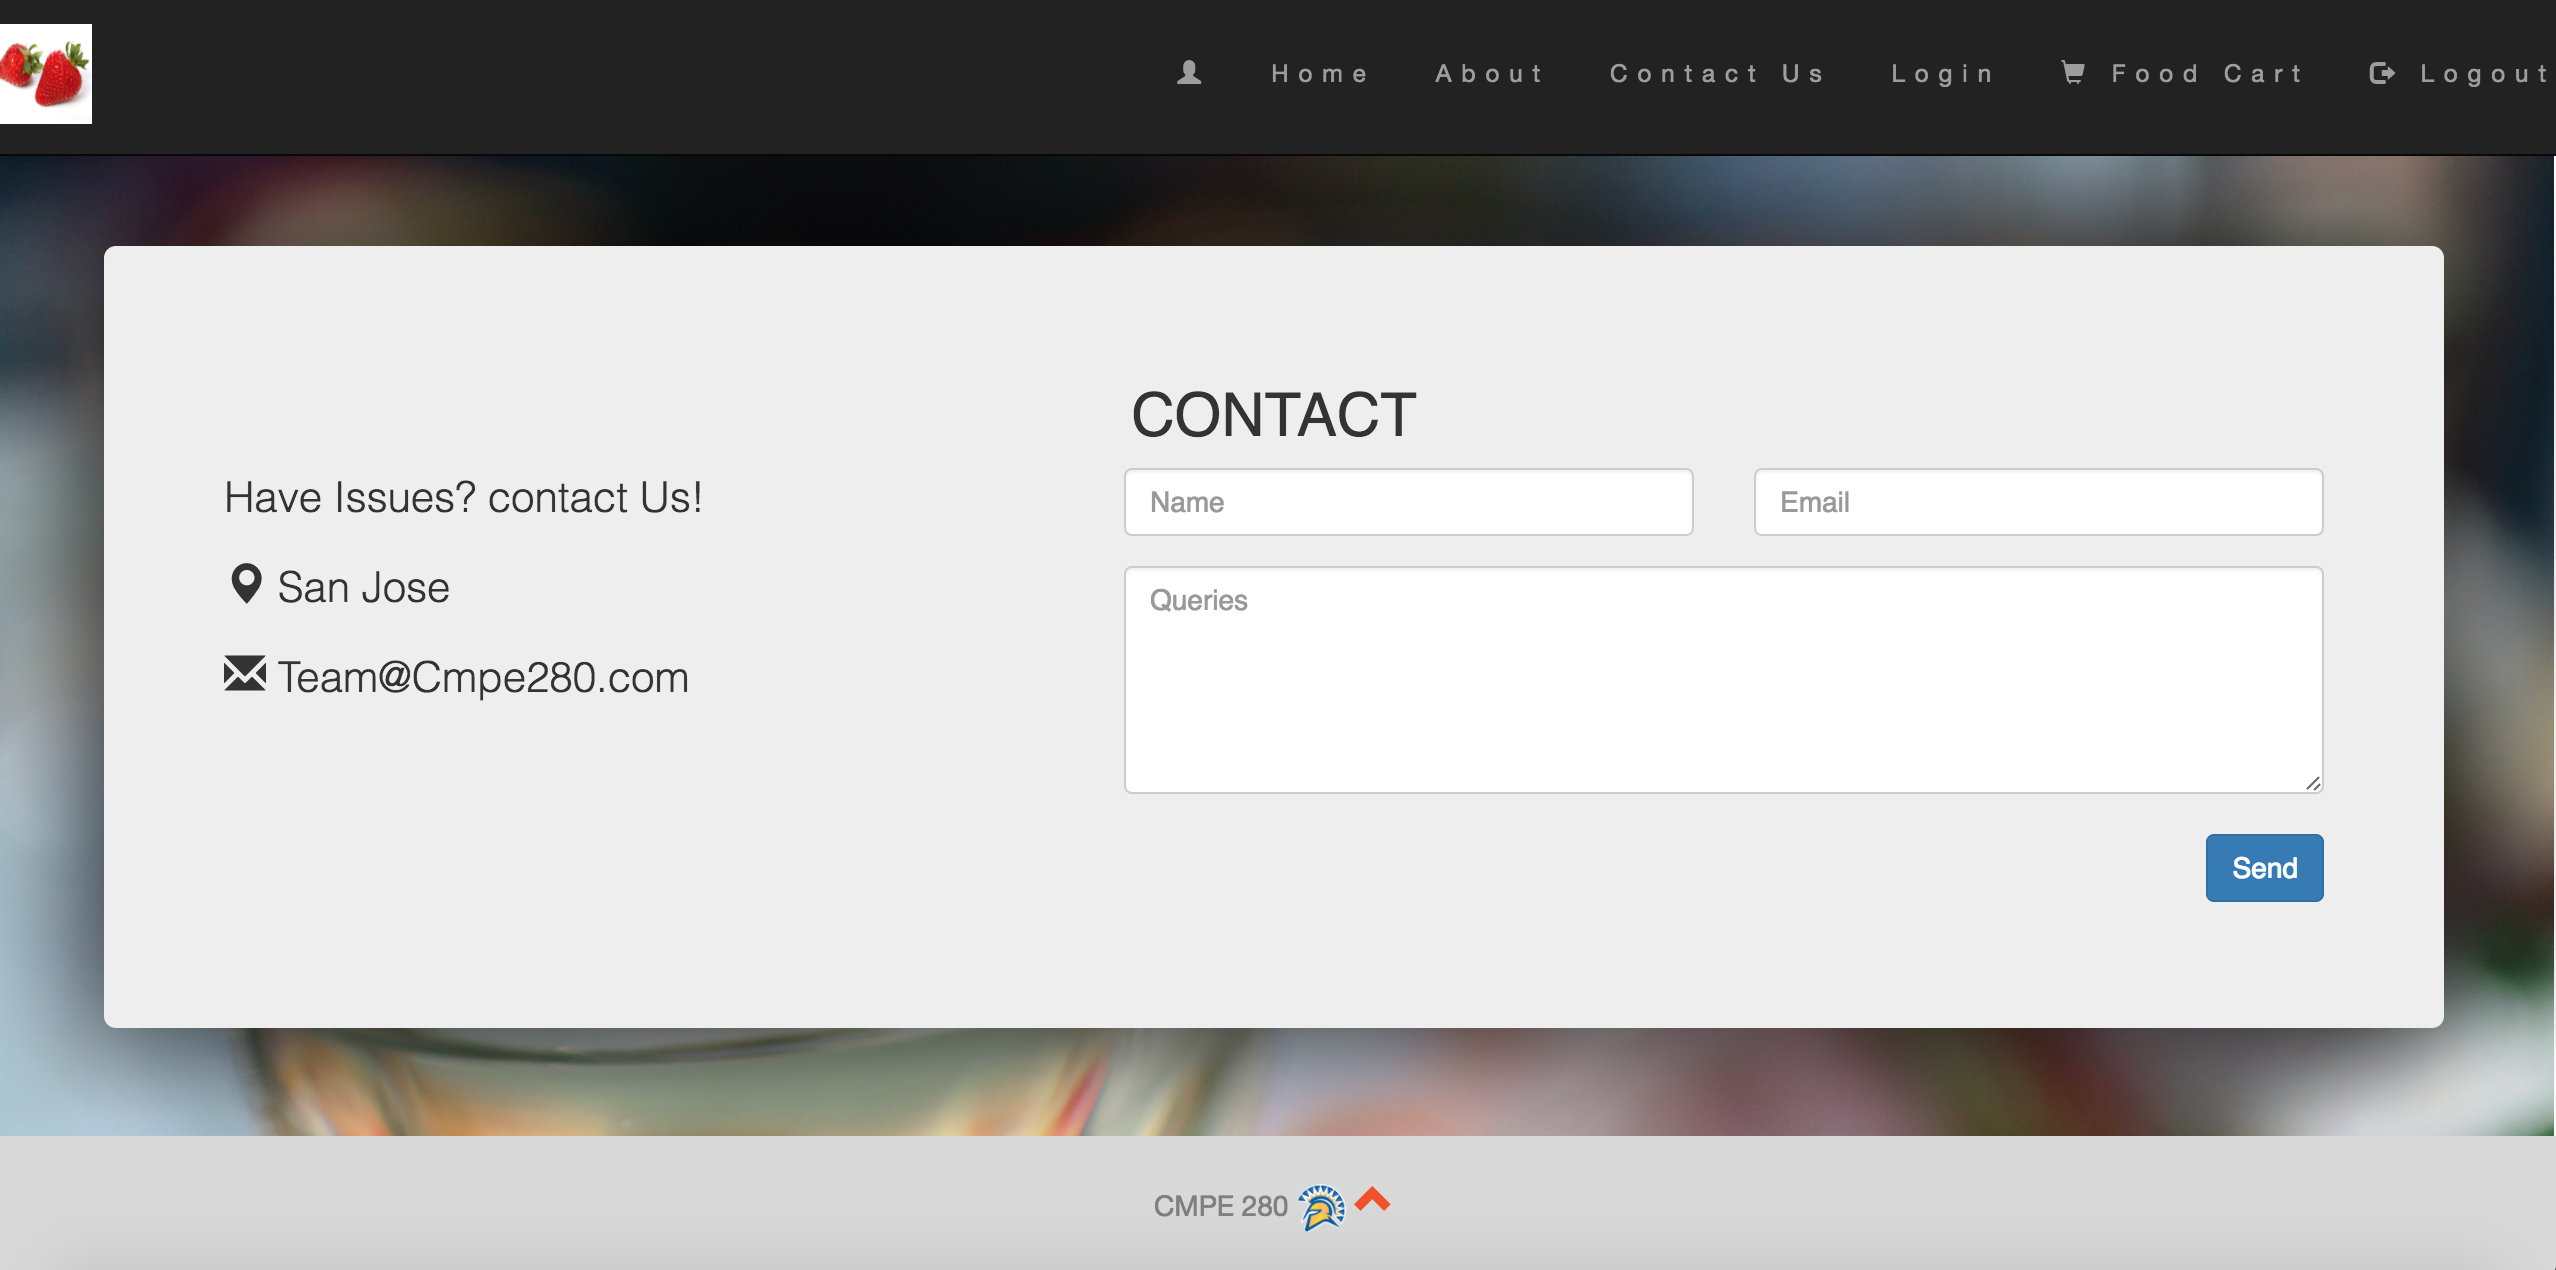 Home About Contact Us Login Food Cart Logout
CONTACT
Have Issues? contact Us!
San Jose
Team@Cmpe280.com
Name Email
Queries
Send
CMPE 280